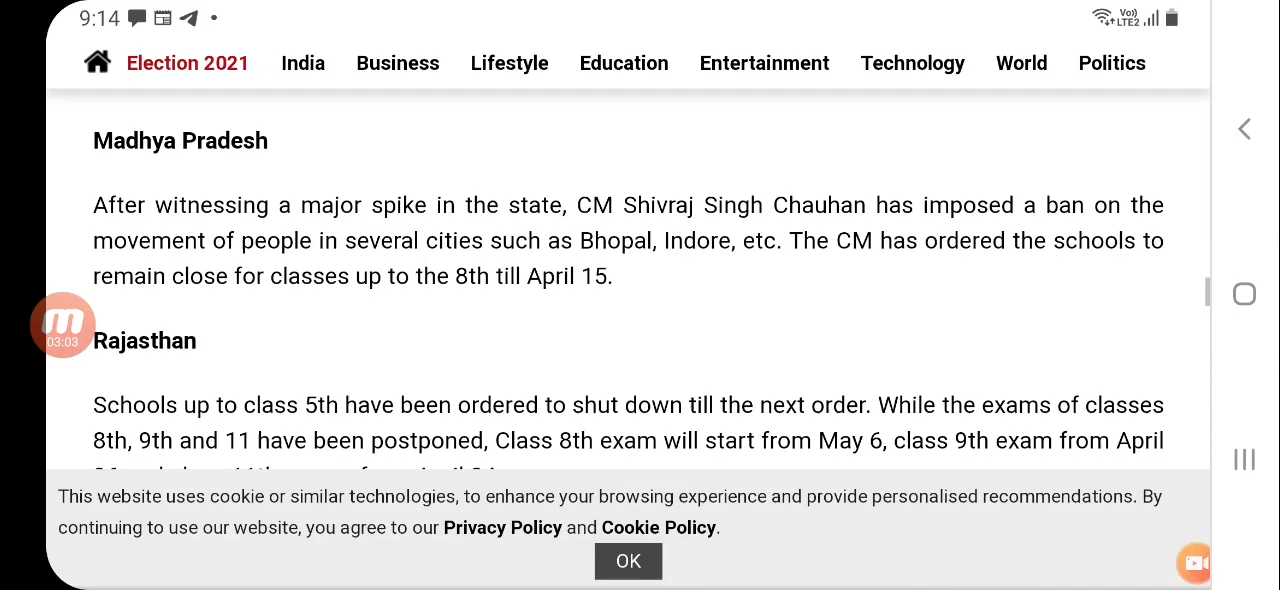 9:14
Vo)) LTE2
Election 2021 India Business Lifestyle Education Entertainment Technology World Politics
Madhya Pradesh
After witnessing a major spike in the state, CM Shivraj Singh Chauhan has imposed a ban on the
movement of people in several cities such as Bhopal, Indore, etc. The CM has ordered the schools to
remain close for classes up to the 8th till April 15.
m
03:03
Rajasthan
Schools up to class 5th have been ordered to shut down till the next order. While the exams of classes
8th, 9th and 11 have been postponed, Class 8th exam will start from May 6, class 9th exam from April
This website uses cookie or similar technologies, to enhance your browsing experience and provide personalised recommendations. By
continuing to use our website, you agree to our Privacy Policy and Cookie Policy.
OK